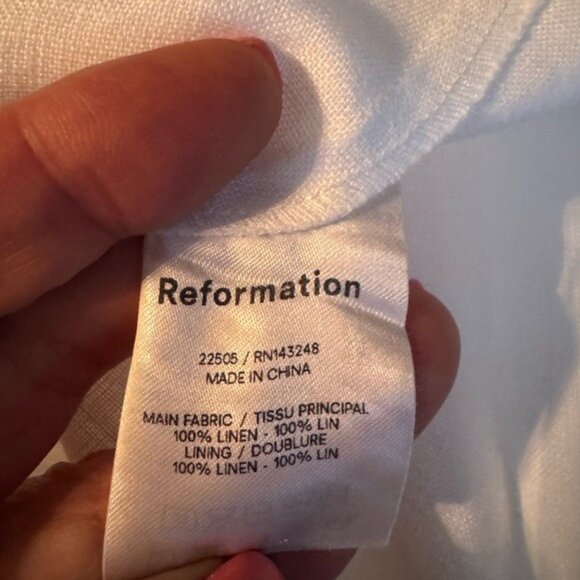 Reformation
22505 / RN143248
MADE IN CHINA
MAIN FABRIC / TISSU PRINCIPAL
100% LINEN - 100% LIN
LINING / DOUBLURE
100% LINEN - 100% LIN